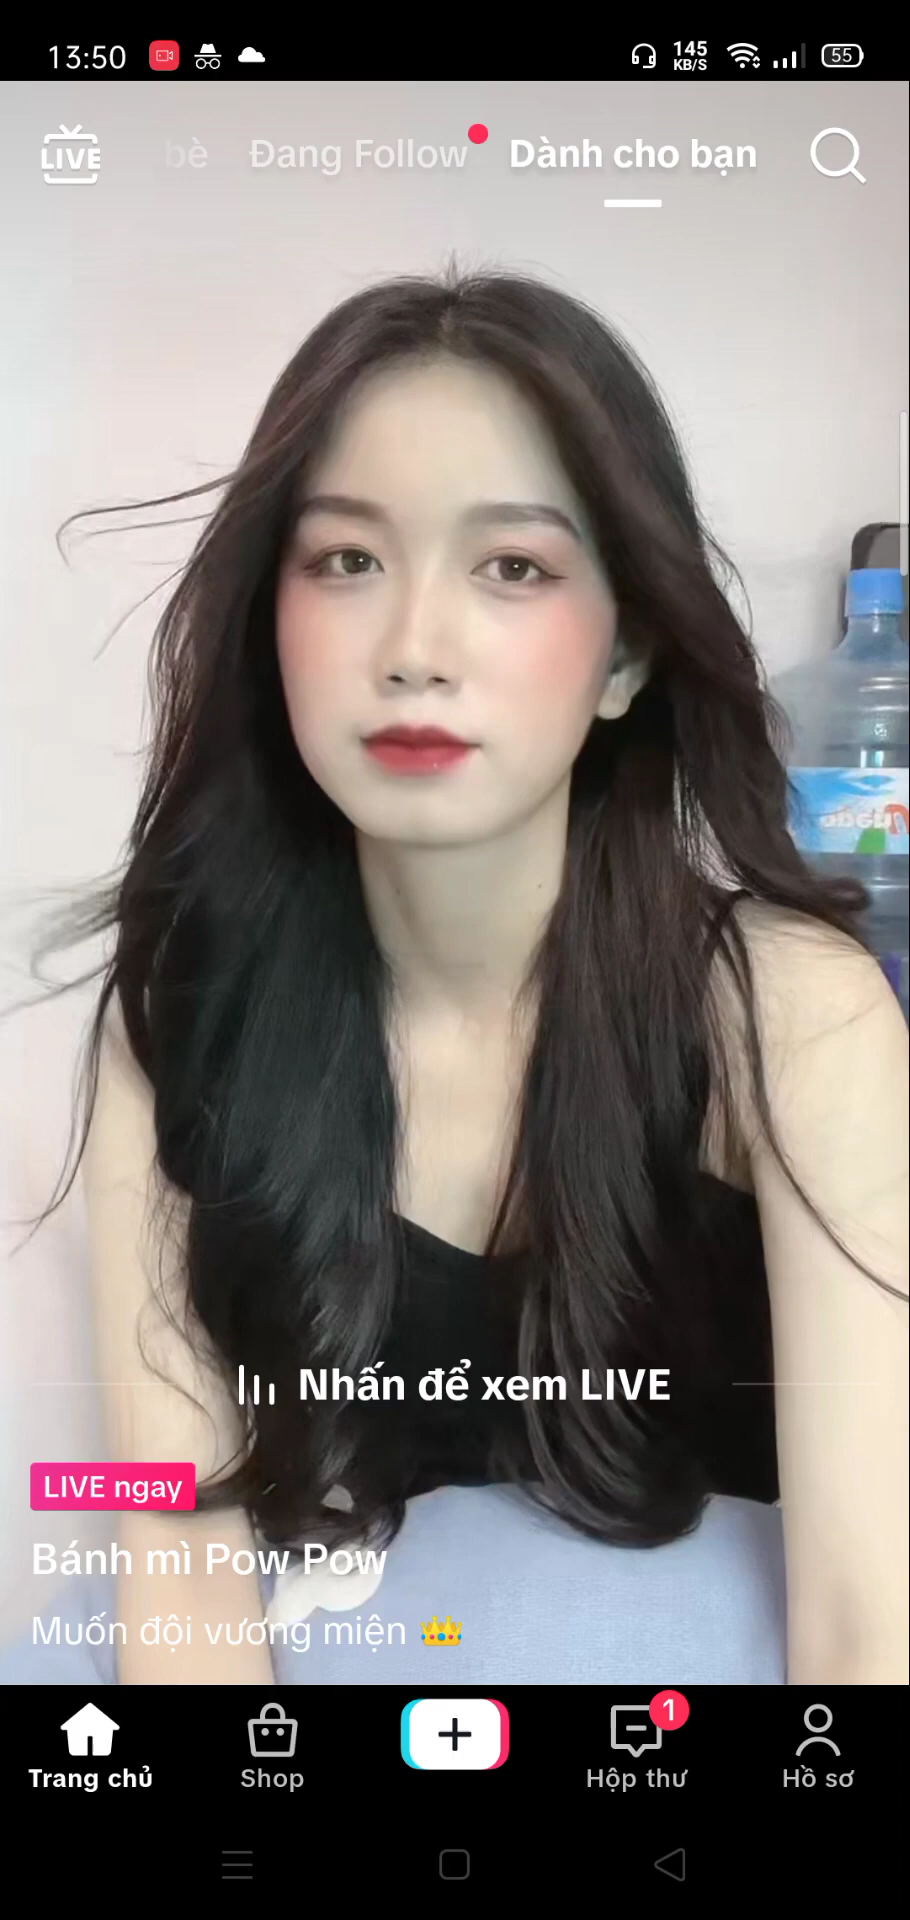 13:50
145
KB/S
55
LIVE
bè
Đang Follow
Dành cho bạn
Nhấn để xem LIVE
LIVE ngay
Bánh mì Pow Pow
Muốn đội vương miện 👑
1
Trang chủ
Shop
Hộp thư
Hồ sơ